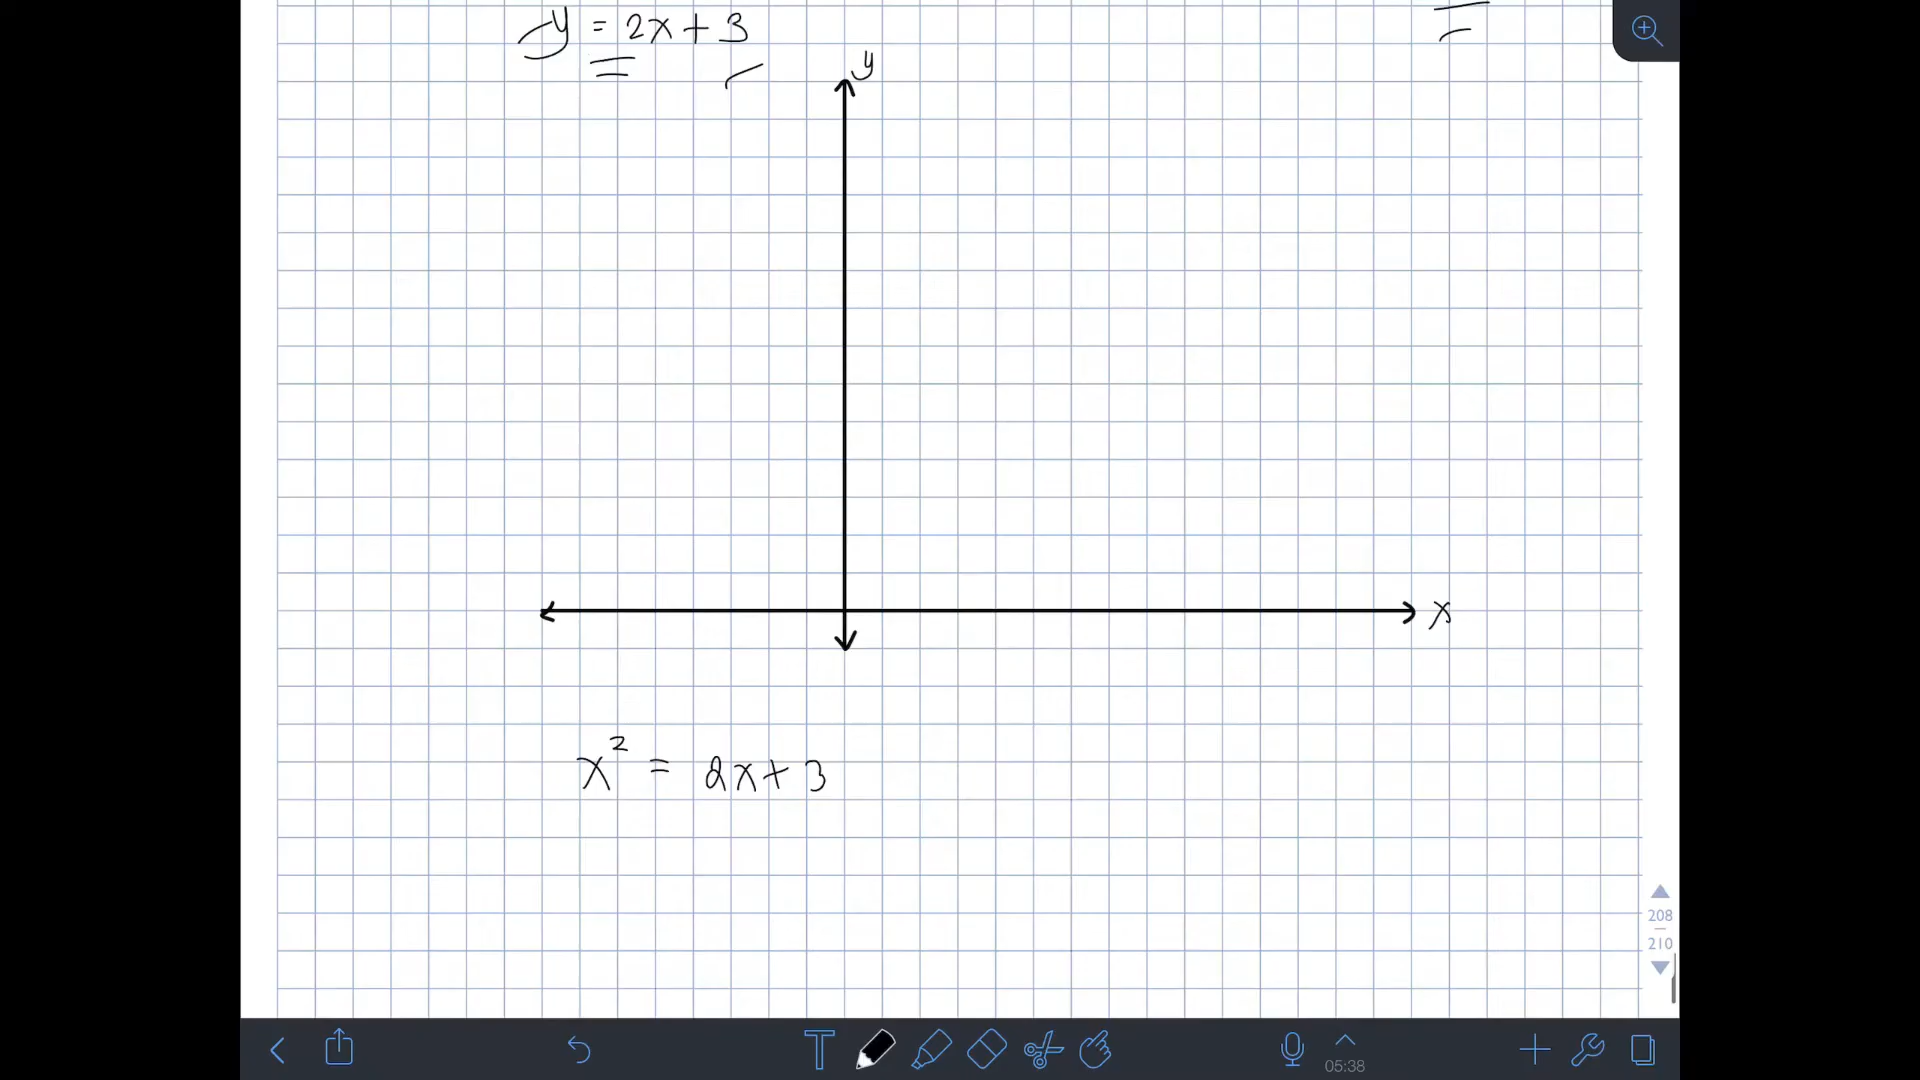 y = 2x + 3
y
x
x² = 2x + 3
208
210
T
05:38